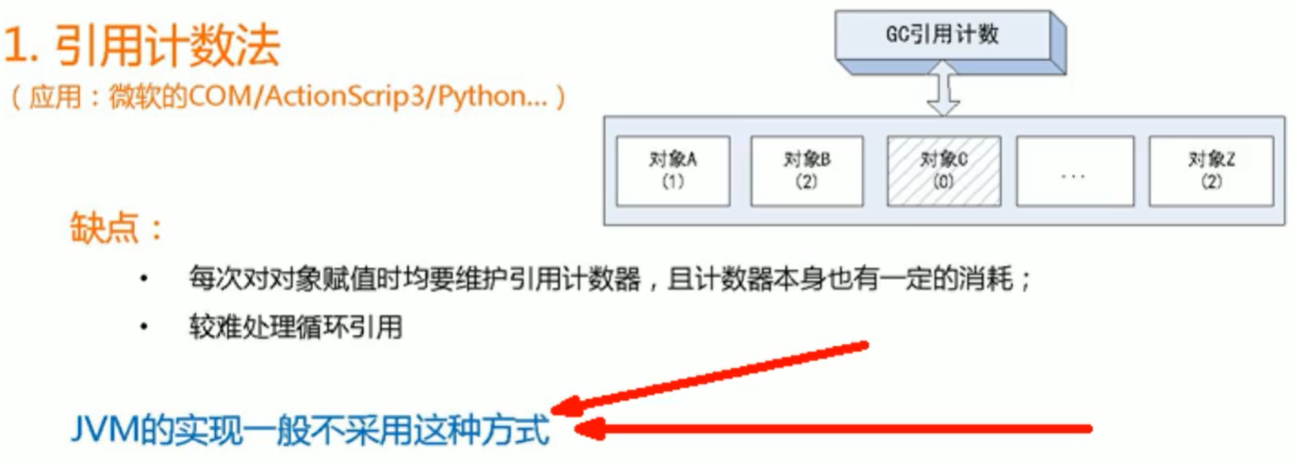 1. 引用计数法
（应用：微软的COM/ActionScrip3/Python...）
GC引用计数
对象A
(1)
对象B
(2)
对象C
(0)
...
对象Z
(2)
缺点：
• 每次对对象赋值时均要维护引用计数器，且计数器本身也有一定的消耗；
• 较难处理循环引用
JVM的实现一般不采用这种方式